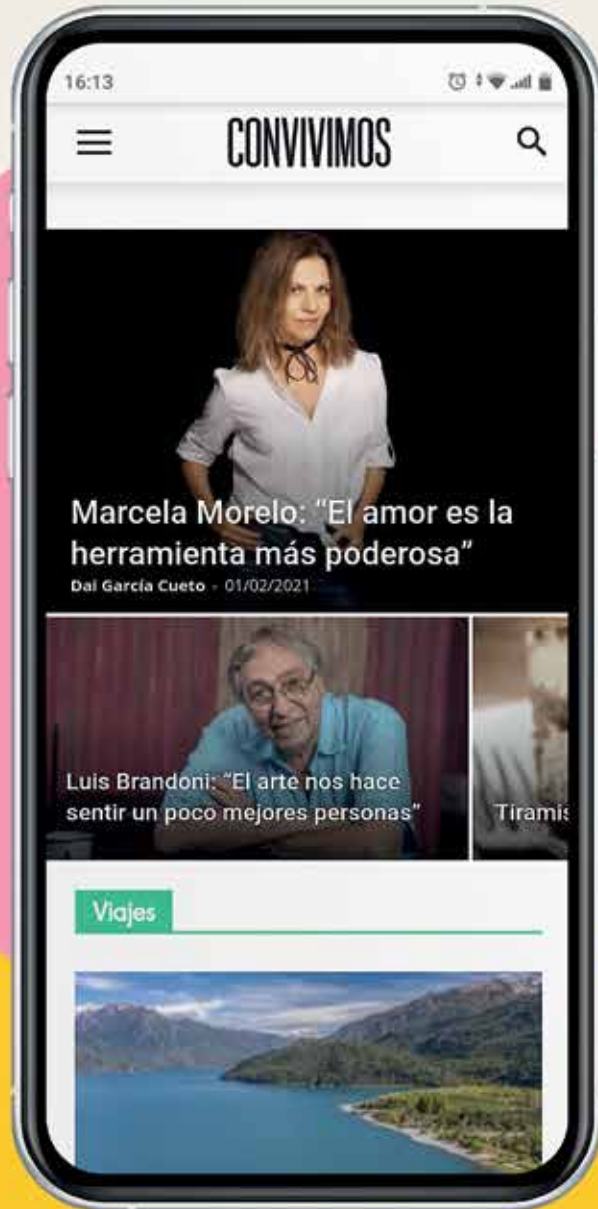 16:13
CONVIVIMOS
Marcela Morelo: “El amor es la
herramienta más poderosa”
Dai García Cueto - 01/02/2021
Luis Brandoni: “El arte nos hace
sentir un poco mejores personas”
Tiramis
Viajes